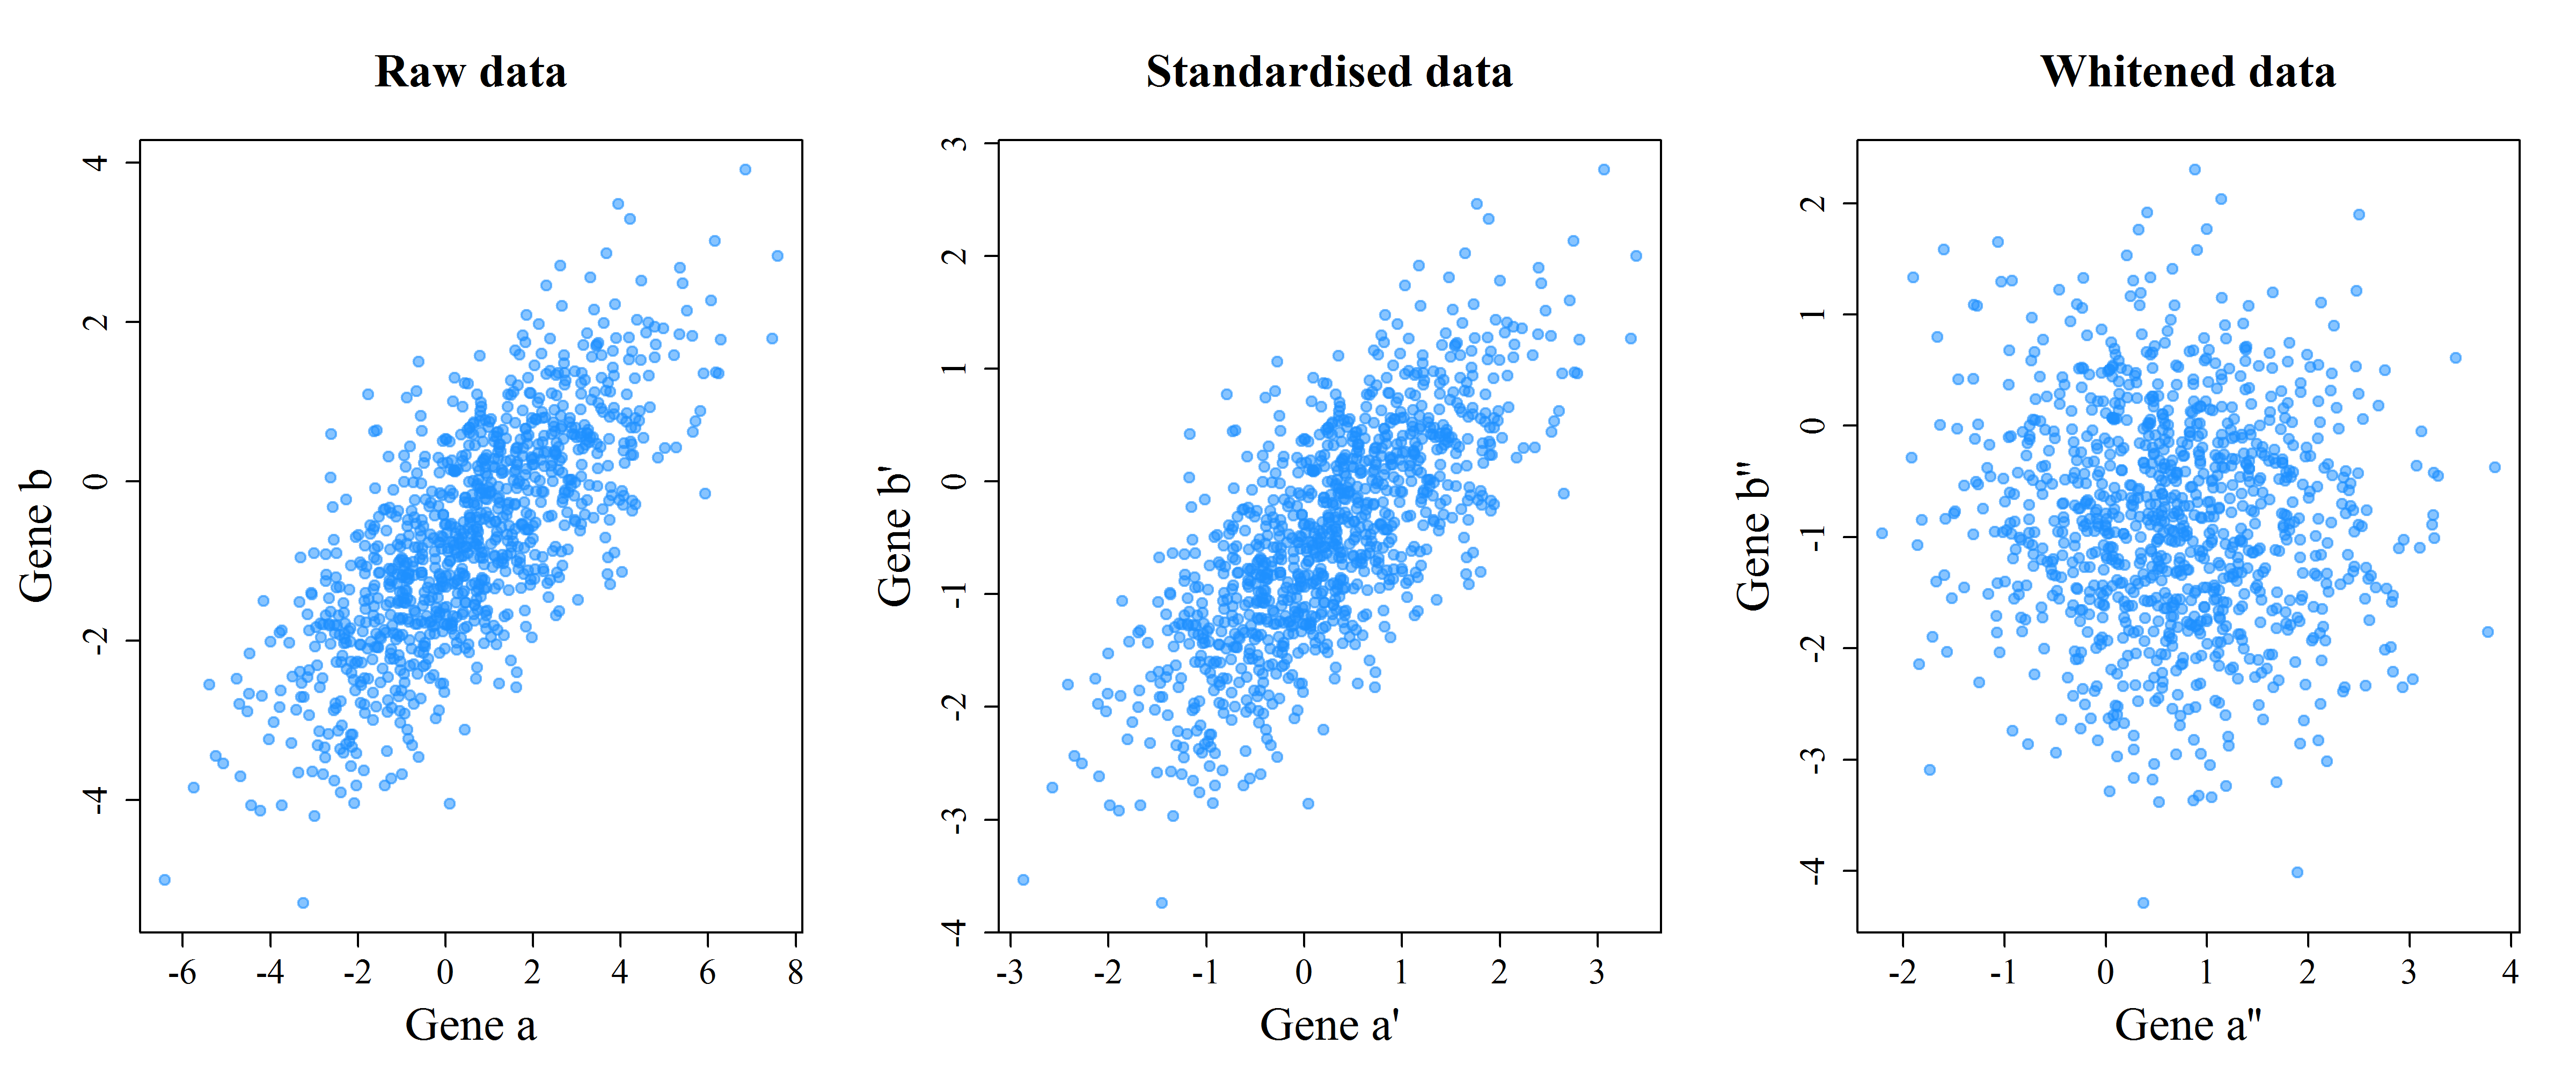 Raw data
4
2
0
-2
-4
Gene b
-6 -4 -2 0 2 4 6 8
Gene a
Standardised data
3
2
1
0
-1
-2
-3
-4
Gene b'
-3 -2 -1 0 1 2 3
Gene a'
Whitened data
2
1
0
-1
-2
-3
-4
Gene b"
-2 -1 0 1 2 3 4
Gene a"